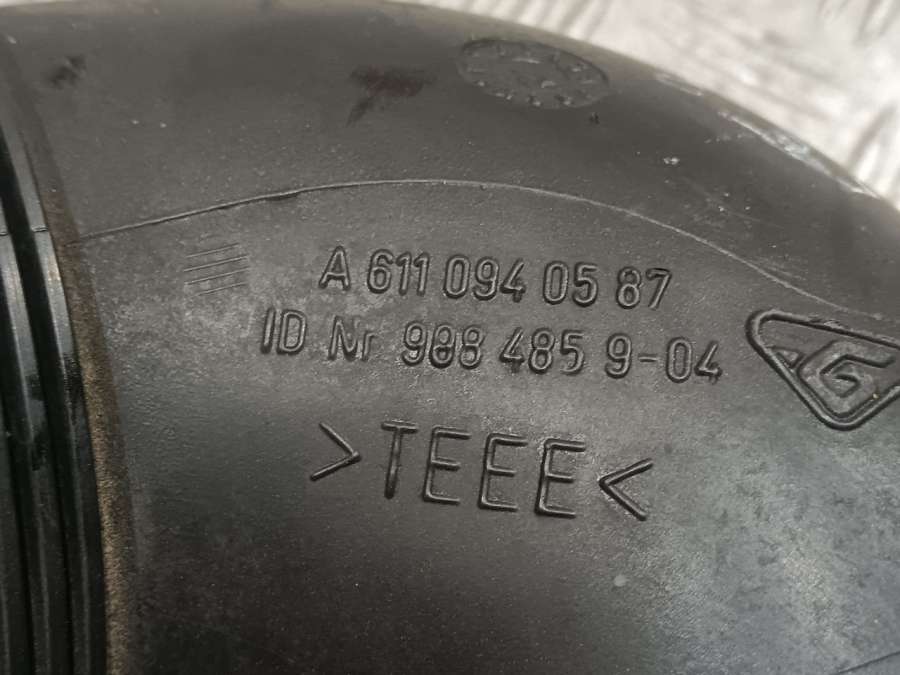 A 611 094 05 87
ID Nr 988 485 9-04
>TEEE<
G